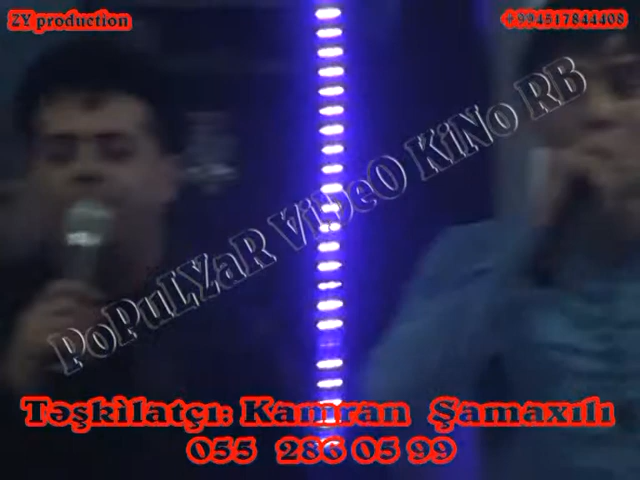 ZY production
+994517844408
PoPuLYaR ViDeO KiNo RB
Təşkilatçı: Kamran Şamaxılı
055 286 05 99